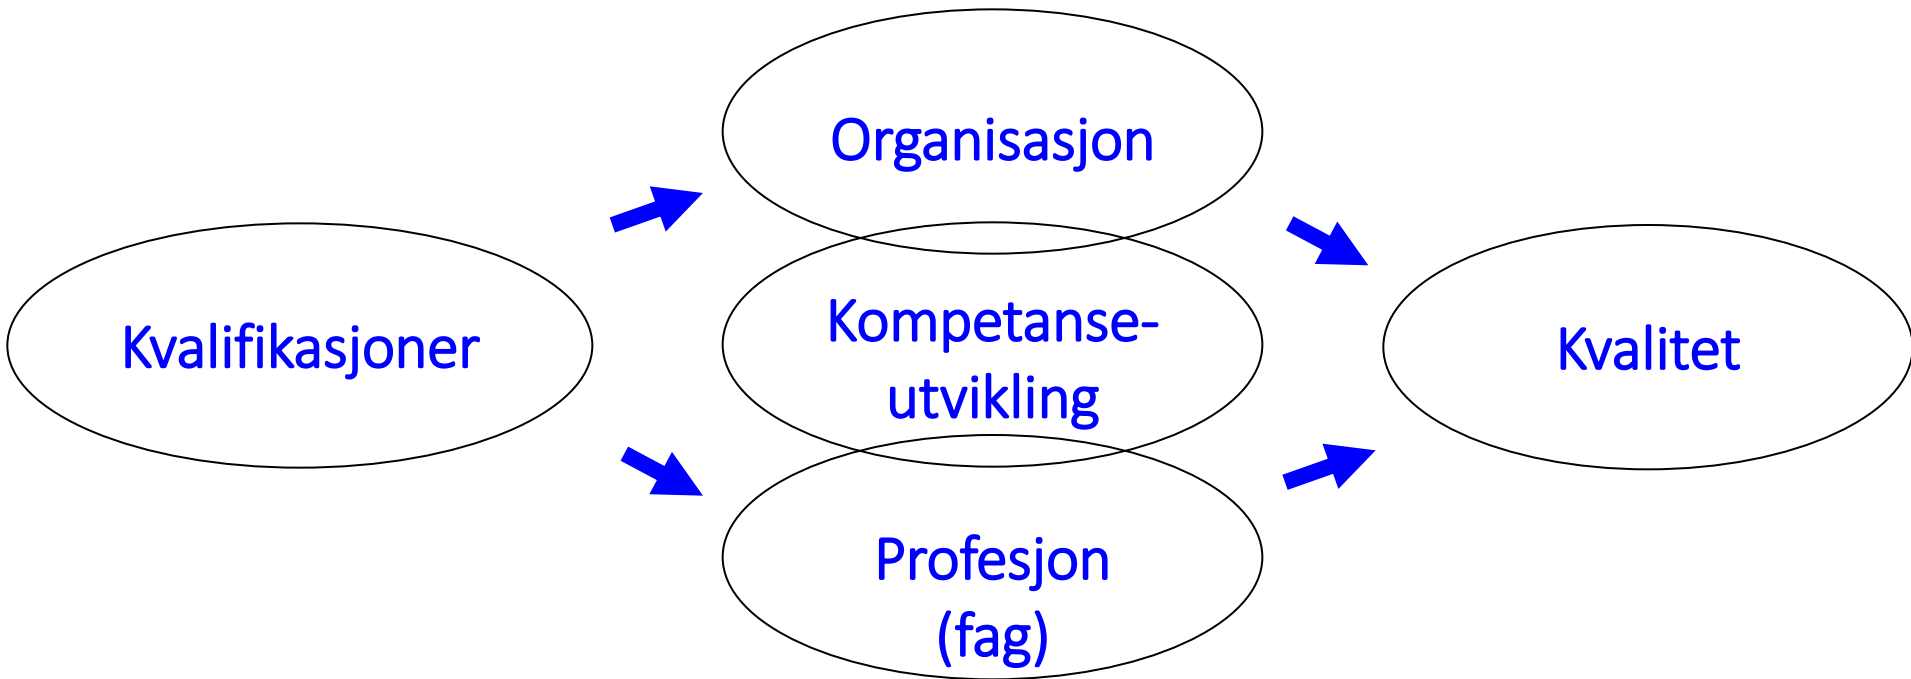 Kvalifikasjoner
Organisasjon
Kompetanse-
utvikling
Profesjon
(fag)
Kvalitet